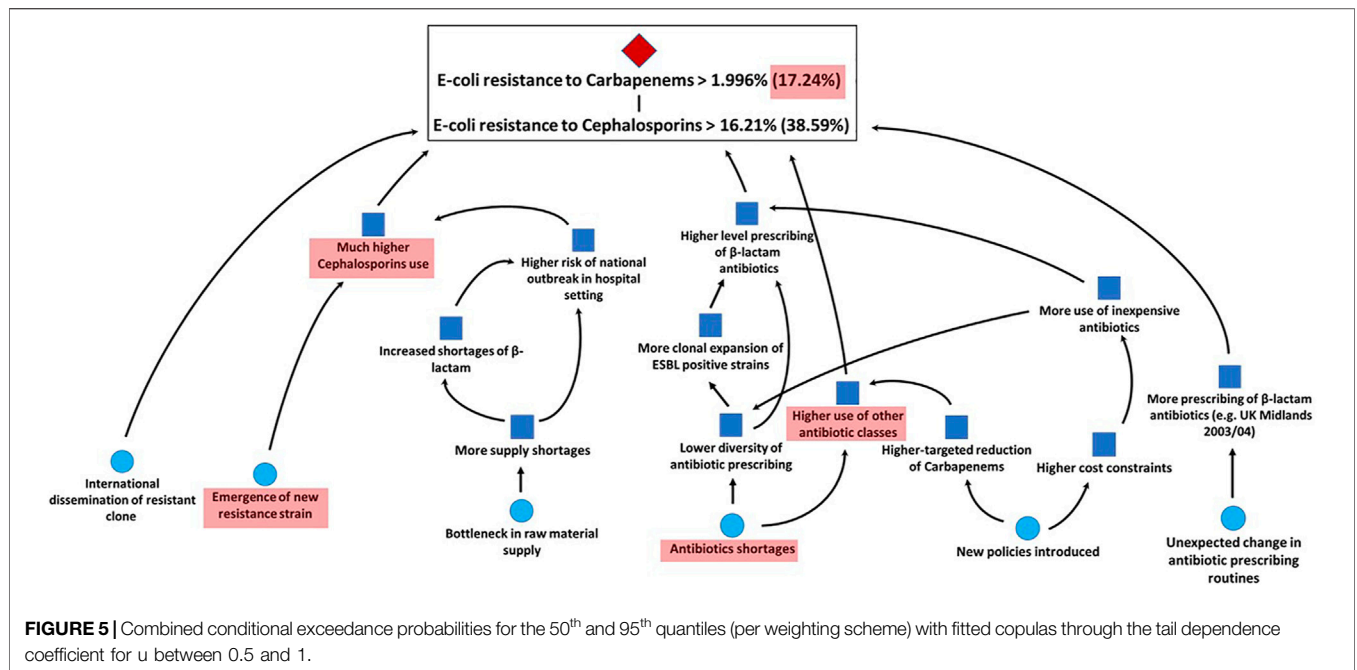 E-coli resistance to Carbapenems > 1.996% (17.24%)
E-coli resistance to Cephalosporins > 16.21% (38.59%)
Much higher
Cephalosporins use
Higher risk of national
outbreak in hospital
setting
Higher level prescribing
of β-lactam
antibiotics
More use of inexpensive
antibiotics
Increased shortages of β-
lactam
More clonal expansion of
ESBL positive strains
More prescribing of β-lactam
antibiotics (e.g. UK Midlands
2003/04)
Higher use of other
antibiotic classes
More supply shortages
Lower diversity of
antibiotic prescribing
Higher-targeted reduction
of Carbapenems
Higher cost constraints
International
dissemination of resistant
clone
Emergence of new
resistance strain
Bottleneck in raw material
supply
Antibiotics shortages
New policies introduced
Unexpected change in
antibiotic prescribing
routines
FIGURE 5 | Combined conditional exceedance probabilities for the 50th and 95th quantiles (per weighting scheme) with fitted copulas through the tail dependence
coefficient for u between 0.5 and 1.